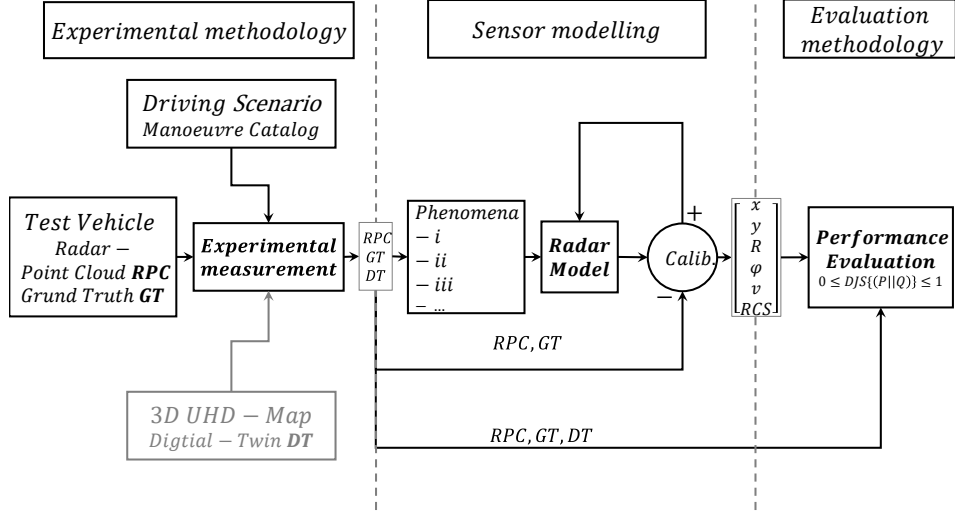 Experimental methodology
Sensor modelling
Evaluation
methodology
Driving Scenario
Manoeuvre Catalog
Test Vehicle
Radar −
Point Cloud RPC
Grund Truth GT
Experimental
measurement
RPC
GT
DT
Phenomena
− i
− ii
− iii
− ...
Radar
Model
+
Calib.
−
x
y
R
φ
v
RCS
Performance
Evaluation
0 ≤ DJS{(P||Q)} ≤ 1
RPC, GT
RPC, GT, DT
3D UHD − Map
Digtial − Twin DT